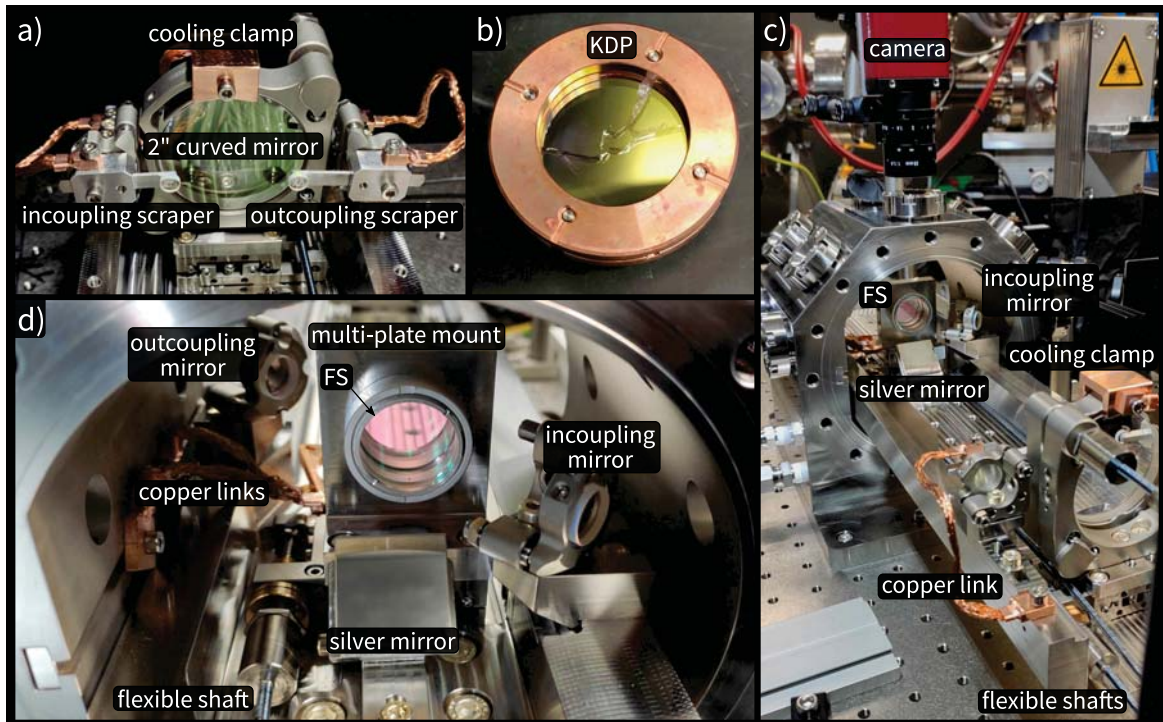 a)
cooling clamp
2" curved mirror
incoupling scraper
outcoupling scraper
b)
KDP
c)
camera
incoupling
mirror
FS
cooling clamp
silver mirror
copper link
flexible shafts
d)
outcoupling
mirror
multi-plate mount
FS
incoupling
mirror
copper links
silver mirror
flexible shaft